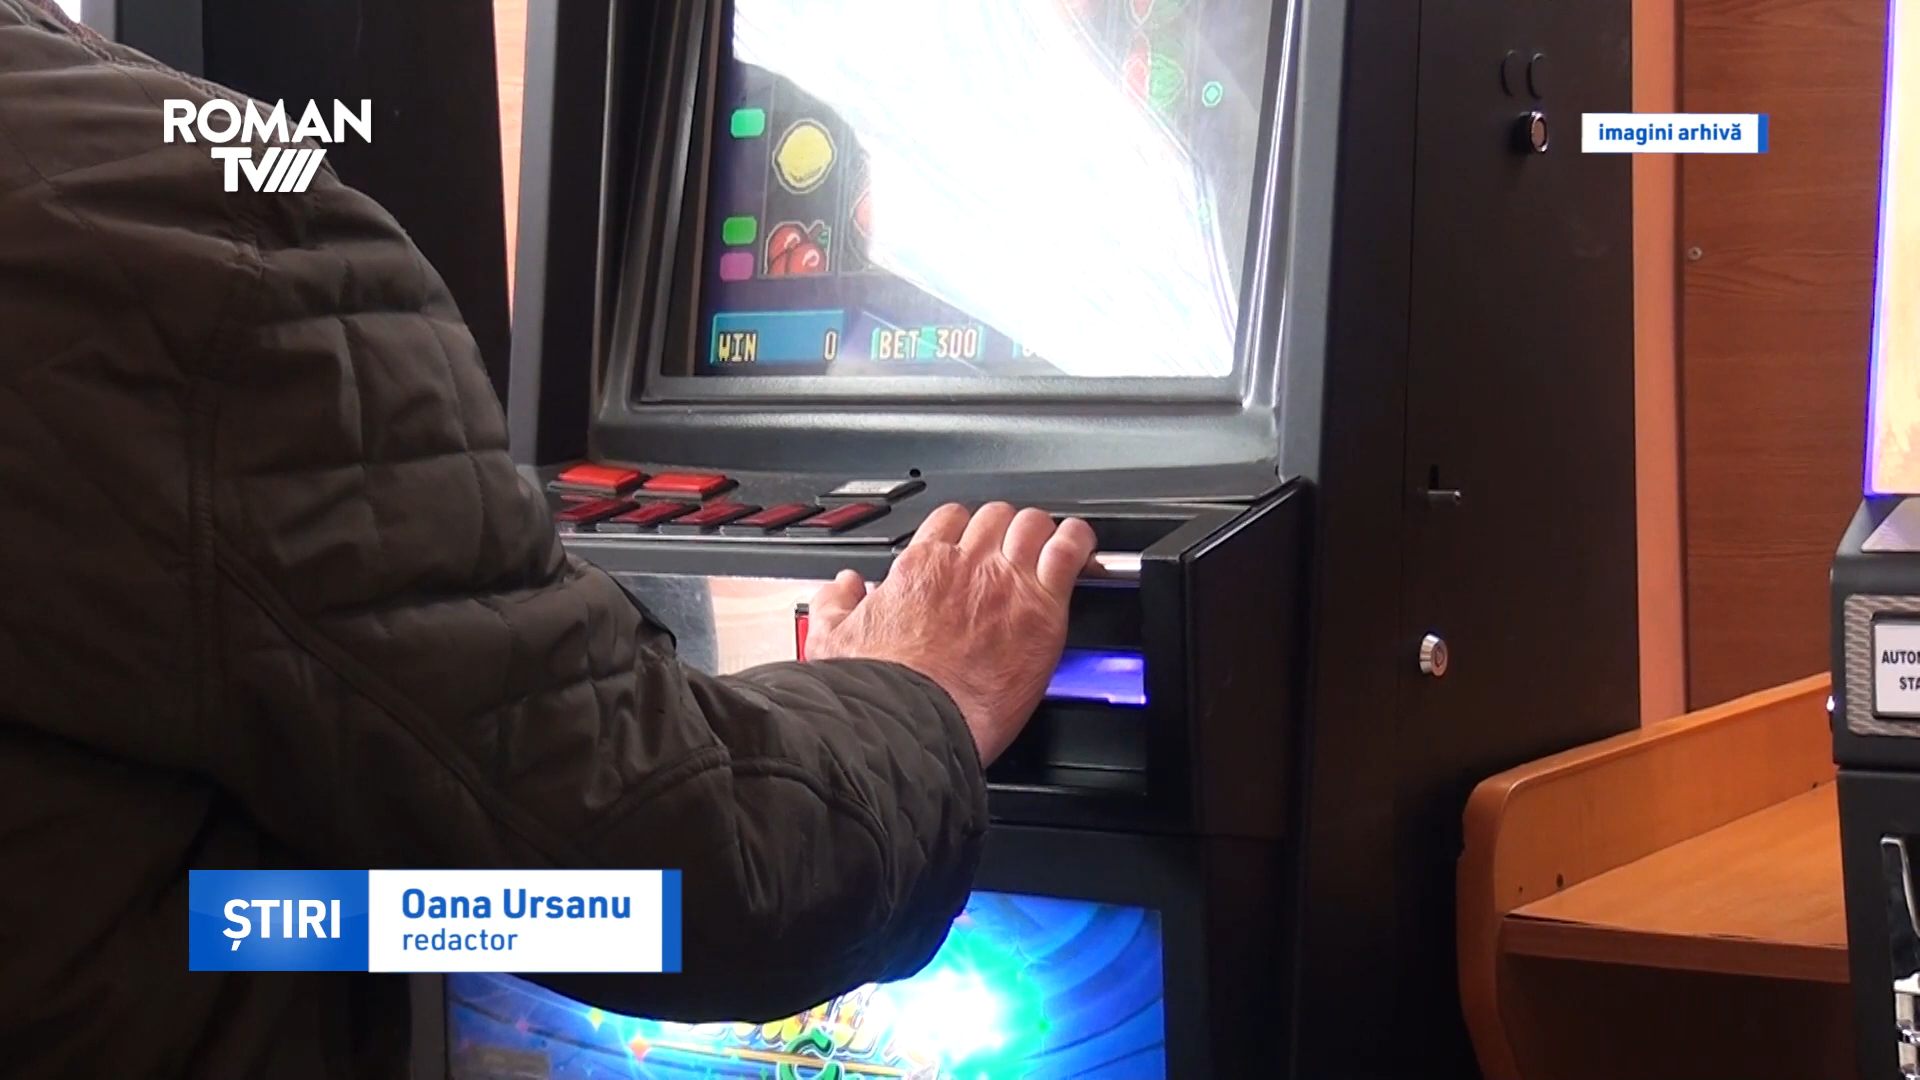 ROMAN
TV
imagini arhivă
WIN 0 BET 300
ȘTIRI
Oana Ursanu
redactor